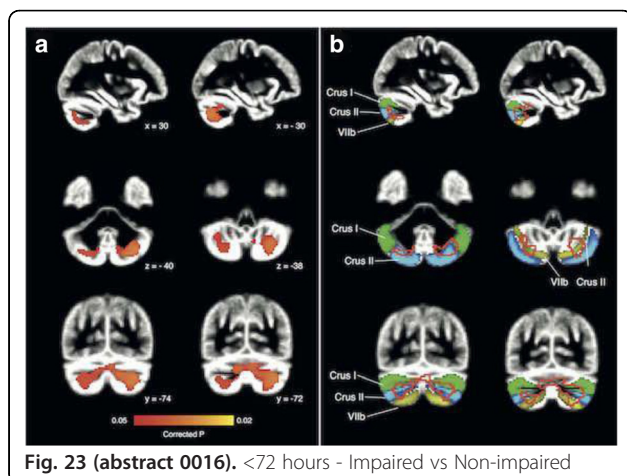 a
x = 30
x = - 30
z = -40
z = -38
y = -74
y = -72
0.05
0.02
Corrected P
b
Crus I
Crus II
VIIb
Crus I
Crus II
VIIb
Crus II
Crus I
Crus II
VIIb
Fig. 23 (abstract 0016). <72 hours - Impaired vs Non-impaired